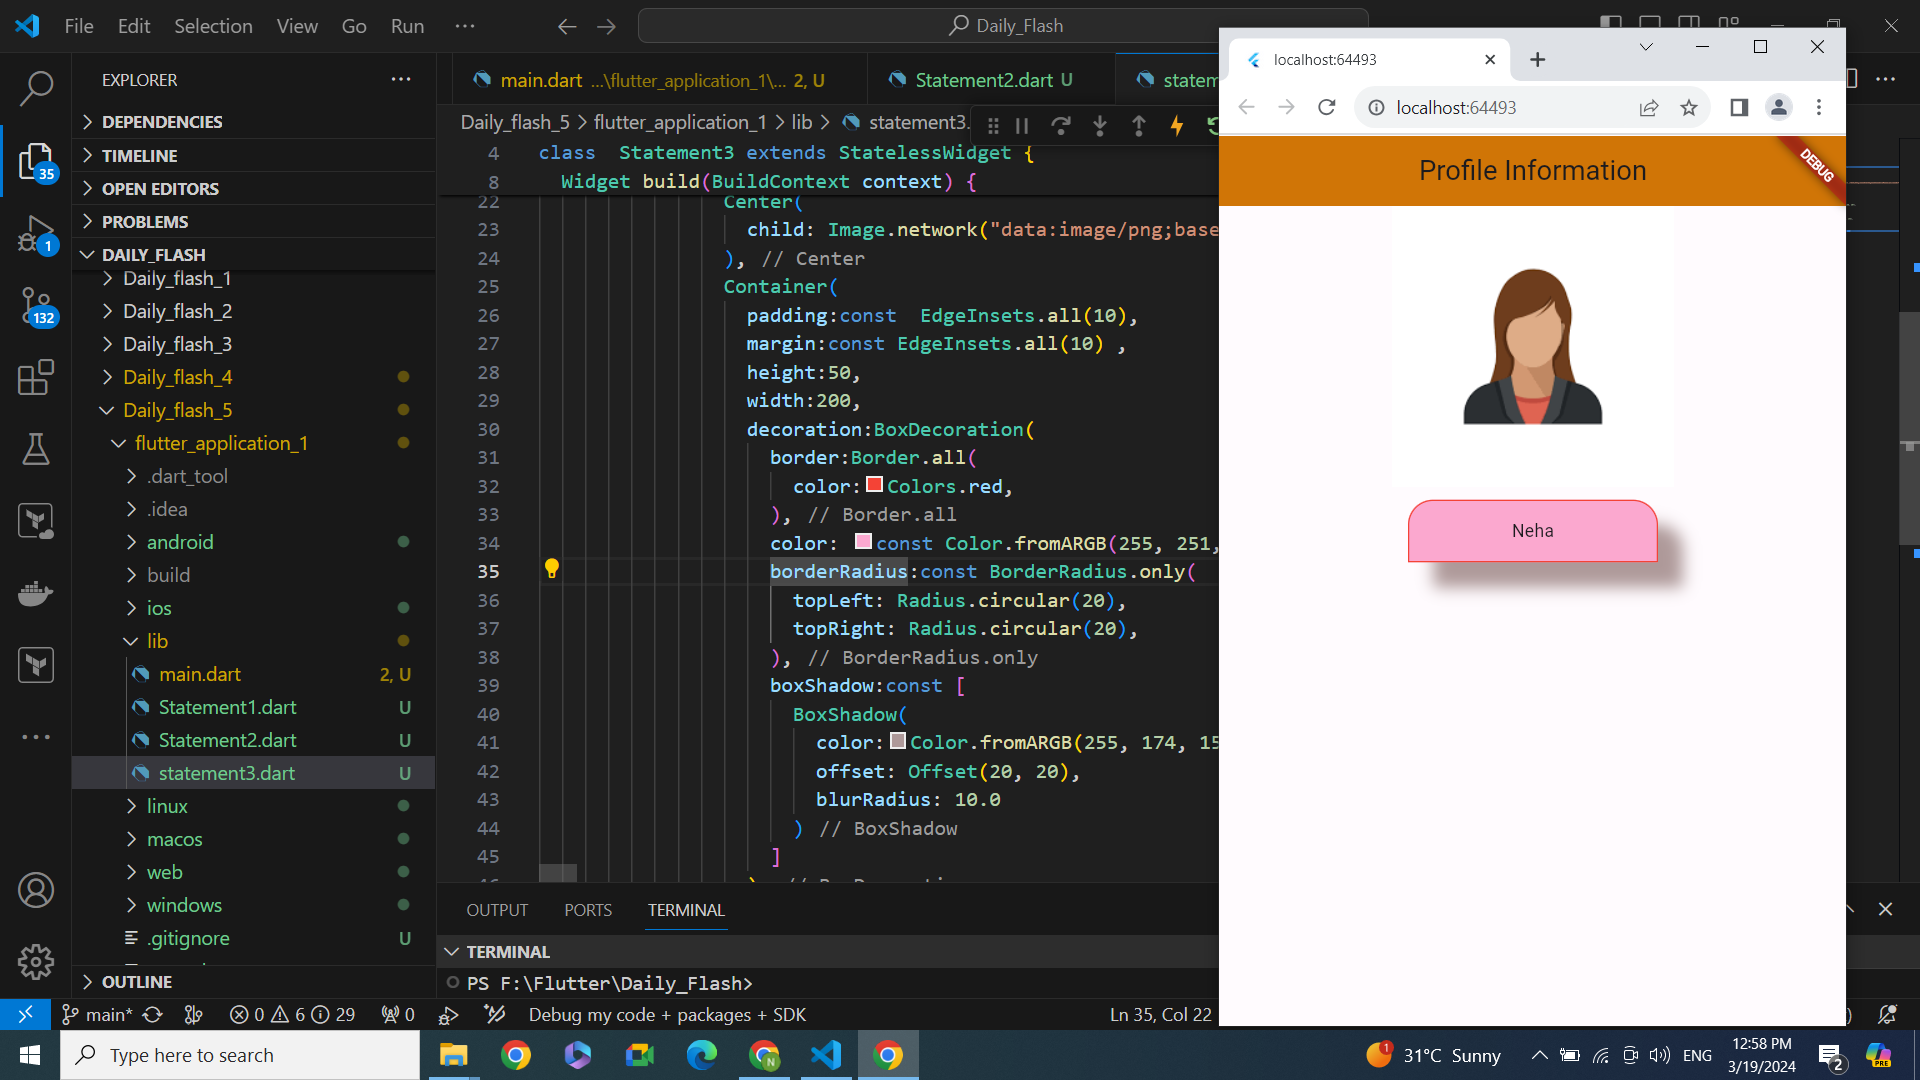 File Edit Selection View Go Run ···
Daily_Flash
EXPLORER
DEPENDENCIES
TIMELINE
OPEN EDITORS
PROBLEMS
DAILY_FLASH
Daily_flash_1
Daily_flash_2
Daily_flash_3
Daily_flash_4
Daily_flash_5
flutter_application_1
.dart_tool
.idea
android
build
ios
lib
main.dart 2, U
Statement1.dart U
Statement2.dart U
statement3.dart U
linux
macos
web
windows
.gitignore U
OUTLINE
35
1
132
main.dart ...\flutter_application_1\... 2, U
Statement2.dart U
statem
Daily_flash_5 > flutter_application_1 > lib > statement3.
4 class Statement3 extends StatelessWidget {
8 Widget build(BuildContext context) {
22 Center(
23 child: Image.network("data:image/png;base
24 ), // Center
25 Container(
26 padding:const EdgeInsets.all(10),
27 margin:const EdgeInsets.all(10) ,
28 height:50,
29 width:200,
30 decoration:BoxDecoration(
31 border:Border.all(
32 color:Colors.red,
33 ), // Border.all
34 color: const Color.fromARGB(255, 251,
35 borderRadius:const BorderRadius.only(
36 topLeft: Radius.circular(20),
37 topRight: Radius.circular(20),
38 ), // BorderRadius.only
39 boxShadow:const [
40 BoxShadow(
41 color:Color.fromARGB(255, 174, 15
42 offset: Offset(20, 20),
43 blurRadius: 10.0
44 ) // BoxShadow
45 ]
OUTPUT PORTS TERMINAL
TERMINAL
PS F:\Flutter\Daily_Flash>
main* 0 6 29 0 Debug my code + packages + SDK Ln 35, Col 22
localhost:64493
localhost:64493
Profile Information
DEBUG
Neha
Type here to search
N
1
31°C Sunny
ENG
12:58 PM
3/19/2024
2
PRE